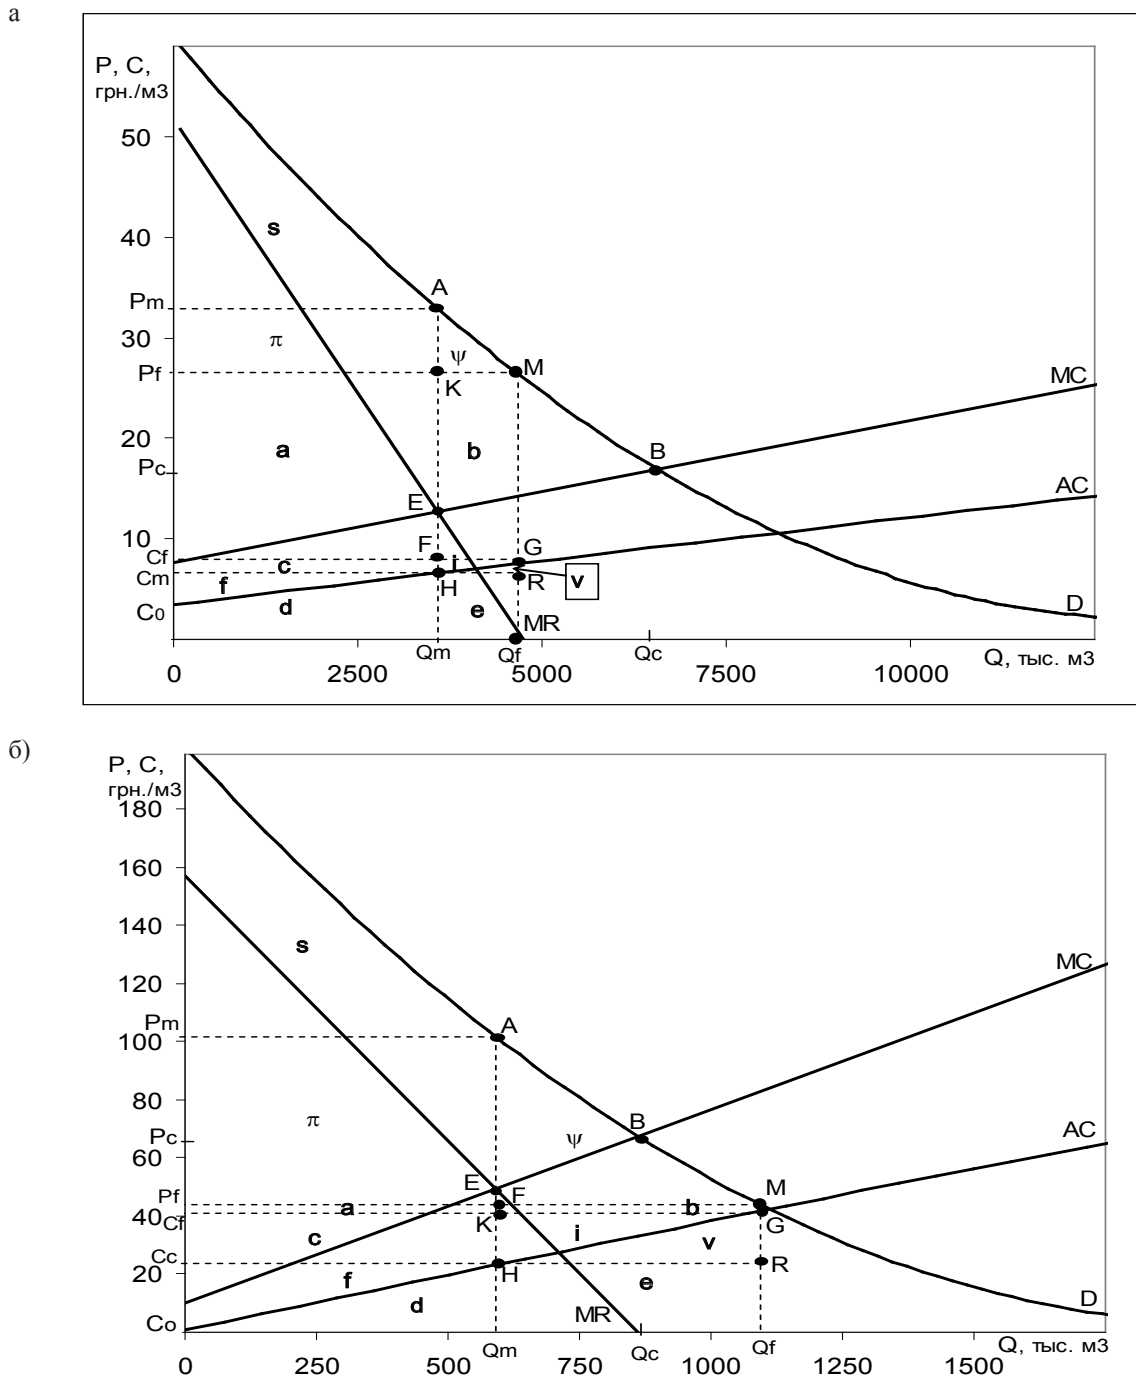 а
P, C,
грн./м3
50
s
40
A
Pm
30
π
ψ
Pf
M
K
MC
20
a
b
B
Pc
AC
E
10
F
G
Cf
c
i
Cm
f
H
R
v
C0
d
e
MR
D
Qm
Qf
Qc
Q, тыс. м3
0 2500 5000 7500 10000
б)
P, C,
грн./м3
180
160
140
s
MC
120
Pm
A
100
80
π
ψ
B
AC
Pc
60
E
F
M
Pf
a
b
40
Cf
K
G
c
i
v
Cc
20
f
H
R
e
d
MR
D
Co
0 250 500 750 1000 1250 1500
Qm
Qc
Qf
Q, тыс. м3